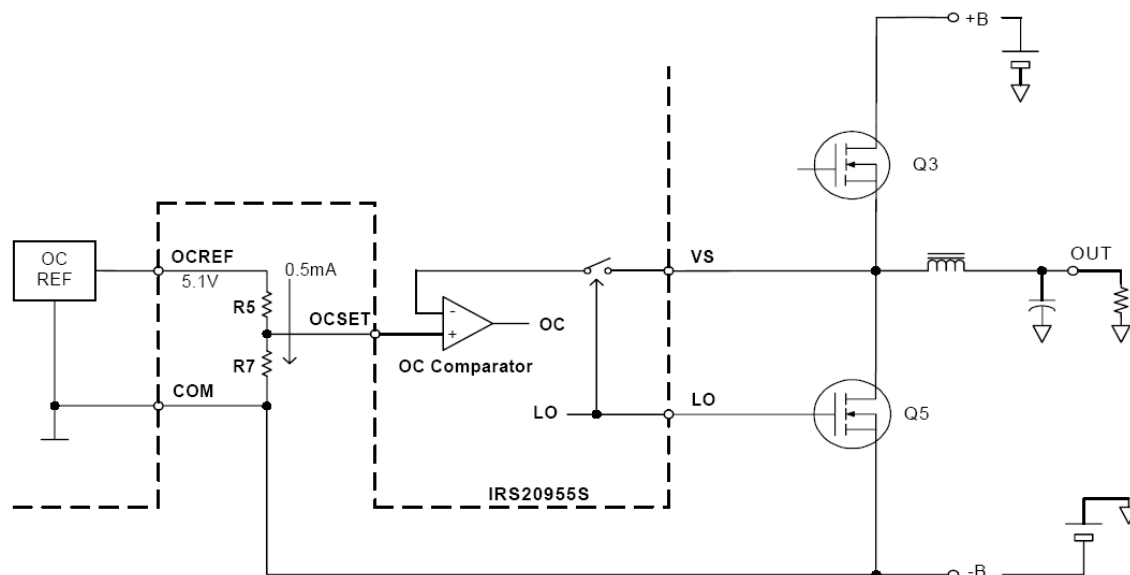 +B
Q3
OC
REF
OCREF
5.1V
0.5mA
VS
OUT
R5
OCSET
-
+
OC
R7
OC Comparator
COM
LO
LO
Q5
IRS20955S
-B